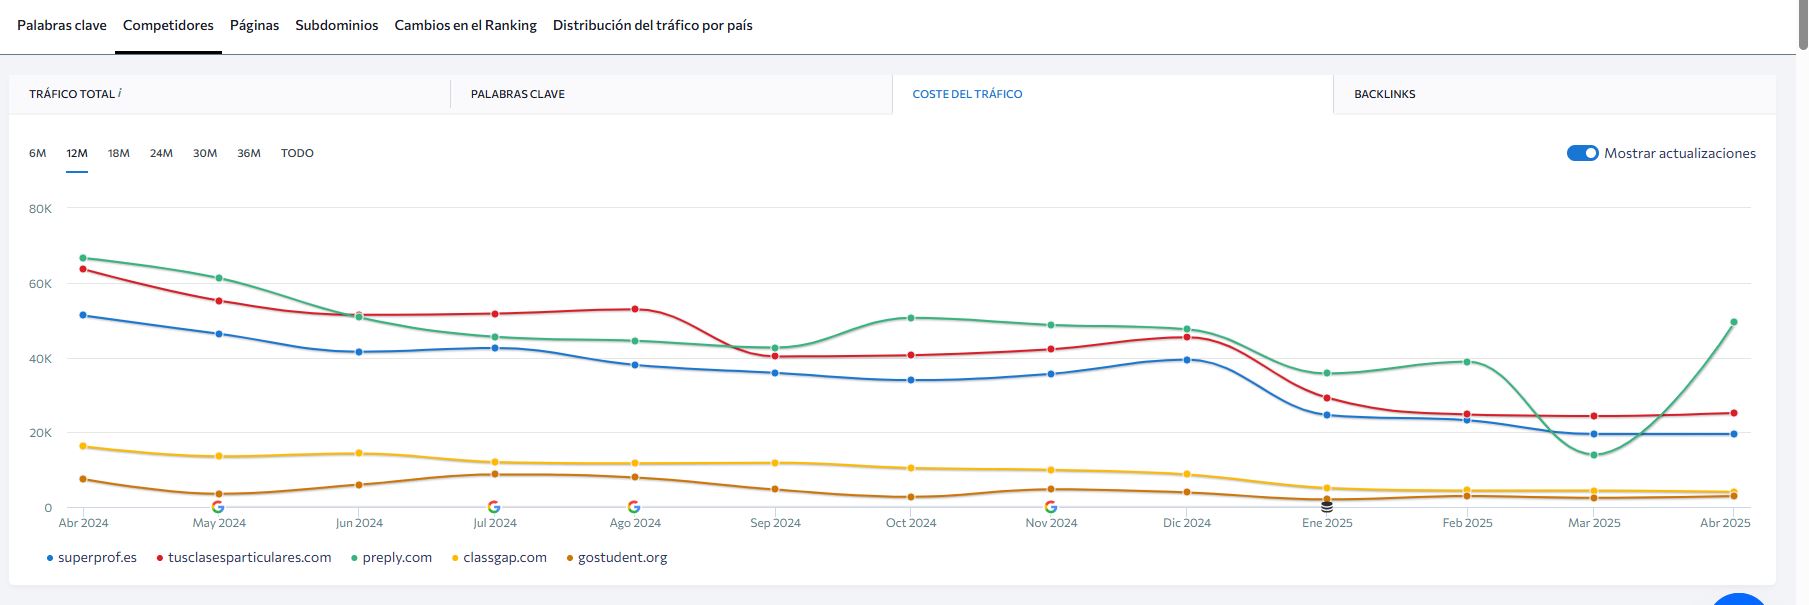 Palabras clave Competidores Páginas Subdominios Cambios en el Ranking Distribución del tráfico por país
TRÁFICO TOTAL i PALABRAS CLAVE COSTE DEL TRÁFICO BACKLINKS
6M 12M 18M 24M 30M 36M TODO Mostrar actualizaciones
80K
60K
40K
20K
0
Abr 2024 May 2024 Jun 2024 Jul 2024 Ago 2024 Sep 2024 Oct 2024 Nov 2024 Dic 2024 Ene 2025 Feb 2025 Mar 2025 Abr 2025
superprof.es tusclasesparticulares.com preply.com classgap.com gostudent.org